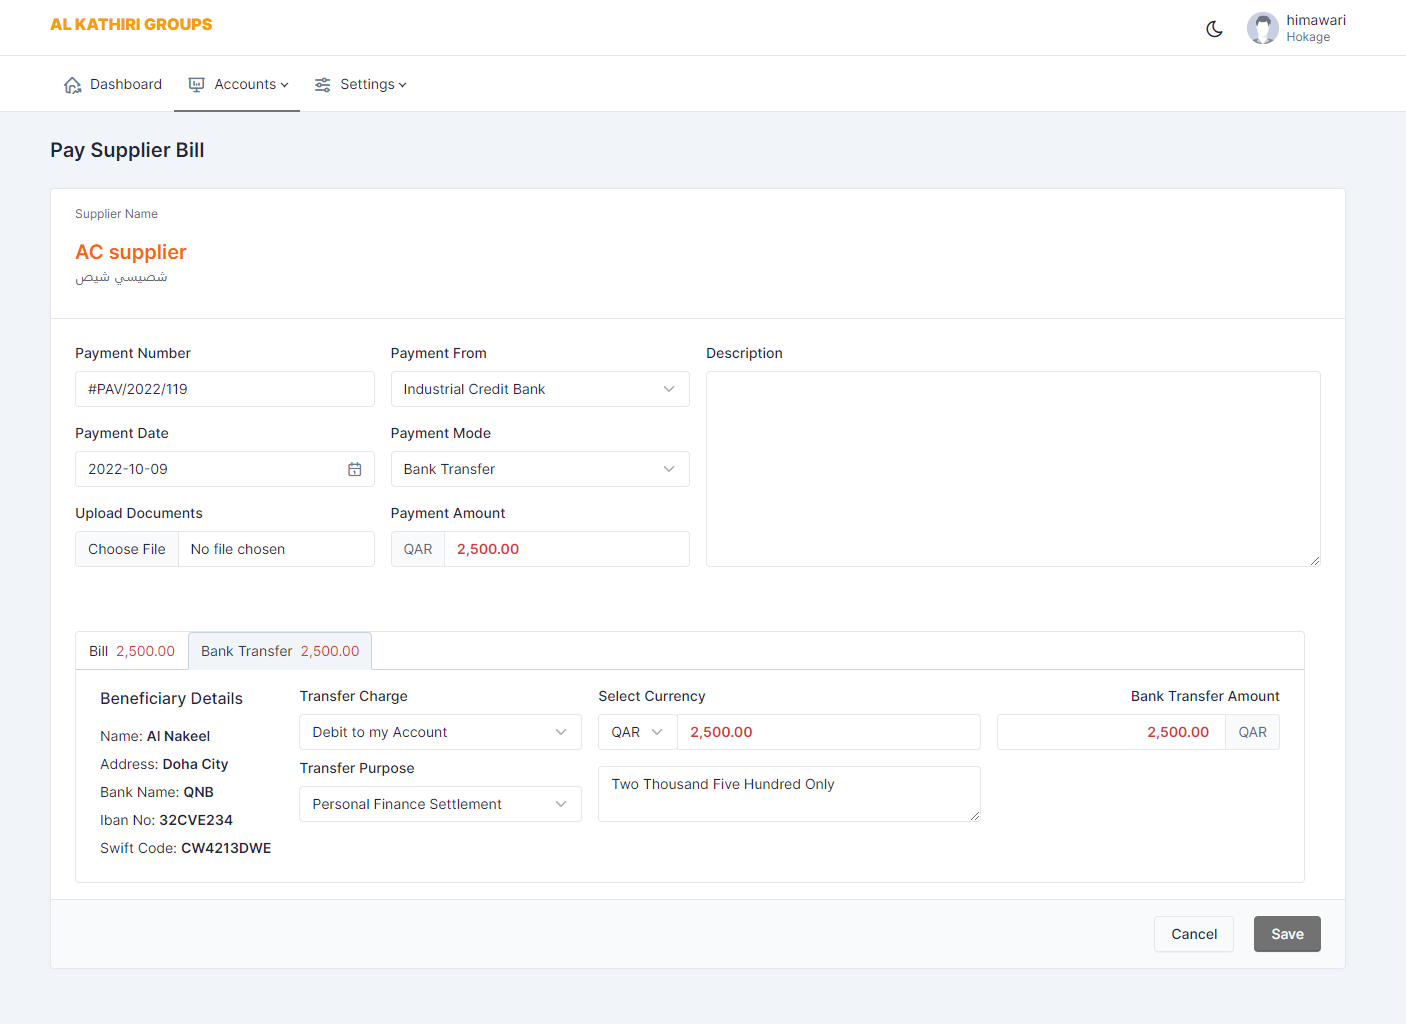 AL KATHIRI GROUPS
himawari
Hokage
Dashboard
Accounts
Settings
Pay Supplier Bill
Supplier Name
AC supplier
شصيسي شيص
Payment Number
Payment From
Description
#PAV/2022/119
Industrial Credit Bank
Payment Date
Payment Mode
2022-10-09
Bank Transfer
Upload Documents
Payment Amount
Choose File No file chosen
QAR 2,500.00
Bill 2,500.00
Bank Transfer 2,500.00
Beneficiary Details
Name: Al Nakeel
Address: Doha City
Bank Name: QNB
Iban No: 32CVE234
Swift Code: CW4213DWE
Transfer Charge
Debit to my Account
Transfer Purpose
Personal Finance Settlement
Select Currency
QAR 2,500.00
Two Thousand Five Hundred Only
Bank Transfer Amount
2,500.00 QAR
Cancel
Save